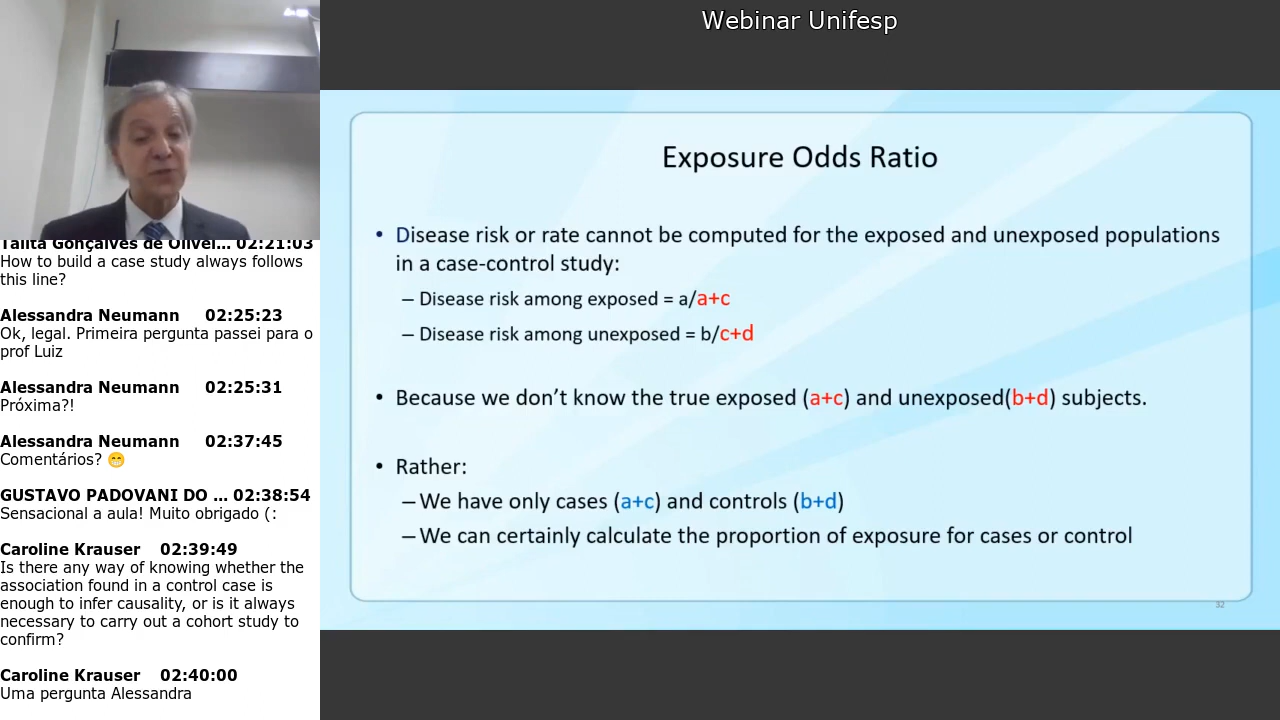 Webinar Unifesp
Talita Gonçalves de Olivei... 02:21:03
How to build a case study always follows
this line?
Alessandra Neumann 02:25:23
Ok, legal. Primeira pergunta passei para o
prof Luiz
Alessandra Neumann 02:25:31
Próxima?!
Alessandra Neumann 02:37:45
Comentários? 😁
GUSTAVO PADOVANI DO ... 02:38:54
Sensacional a aula! Muito obrigado (:
Caroline Krauser 02:39:49
Is there any way of knowing whether the
association found in a control case is
enough to infer causality, or is it always
necessary to carry out a cohort study to
confirm?
Caroline Krauser 02:40:00
Uma pergunta Alessandra
Exposure Odds Ratio
• Disease risk or rate cannot be computed for the exposed and unexposed populations
in a case-control study:
– Disease risk among exposed = a/a+c
– Disease risk among unexposed = b/c+d
• Because we don’t know the true exposed (a+c) and unexposed(b+d) subjects.
• Rather:
– We have only cases (a+c) and controls (b+d)
– We can certainly calculate the proportion of exposure for cases or control
32